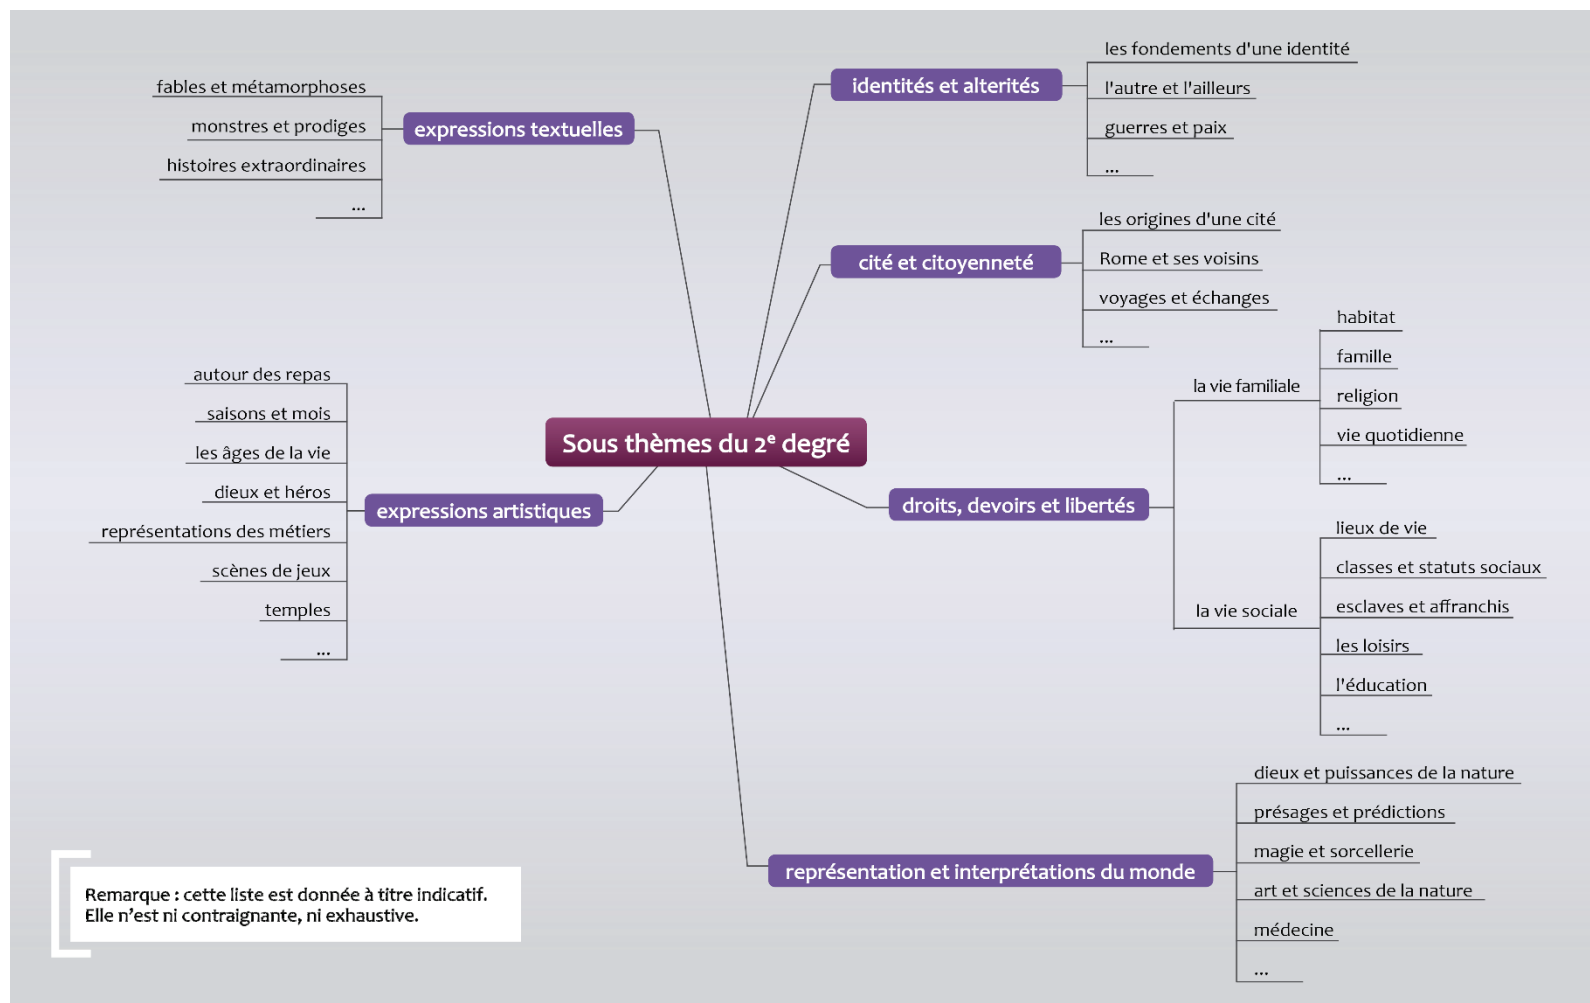 Sous thèmes du 2e degré
expressions textuelles
fables et métamorphoses
monstres et prodiges
histoires extraordinaires
...
identités et alterités
les fondements d'une identité
l'autre et l'ailleurs
guerres et paix
...
cité et citoyenneté
les origines d'une cité
Rome et ses voisins
voyages et échanges
...
droits, devoirs et libertés
la vie familiale
habitat
famille
religion
vie quotidienne
...
la vie sociale
lieux de vie
classes et statuts sociaux
esclaves et affranchis
les loisirs
l'éducation
...
expressions artistiques
autour des repas
saisons et mois
les âges de la vie
dieux et héros
représentations des métiers
scènes de jeux
temples
...
représentation et interprétations du monde
dieux et puissances de la nature
présages et prédictions
magie et sorcellerie
art et sciences de la nature
médecine
...
Remarque : cette liste est donnée à titre indicatif.
Elle n’est ni contraignante, ni exhaustive.